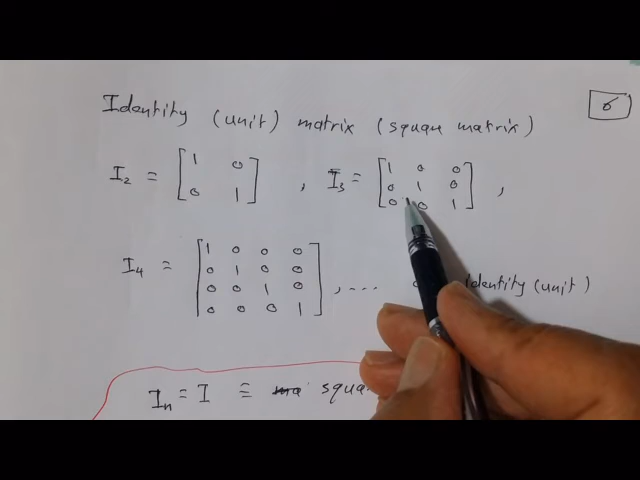 6
Identity (unit) matrix (square matrix)
I₂ = [1 0; 0 1] , I₃ = [1 0 0; 0 1 0; 0 0 1] ,
I₄ = [1 0 0 0; 0 1 0 0; 0 0 1 0; 0 0 0 1] , .... identity (unit)
Iₙ = I ≡